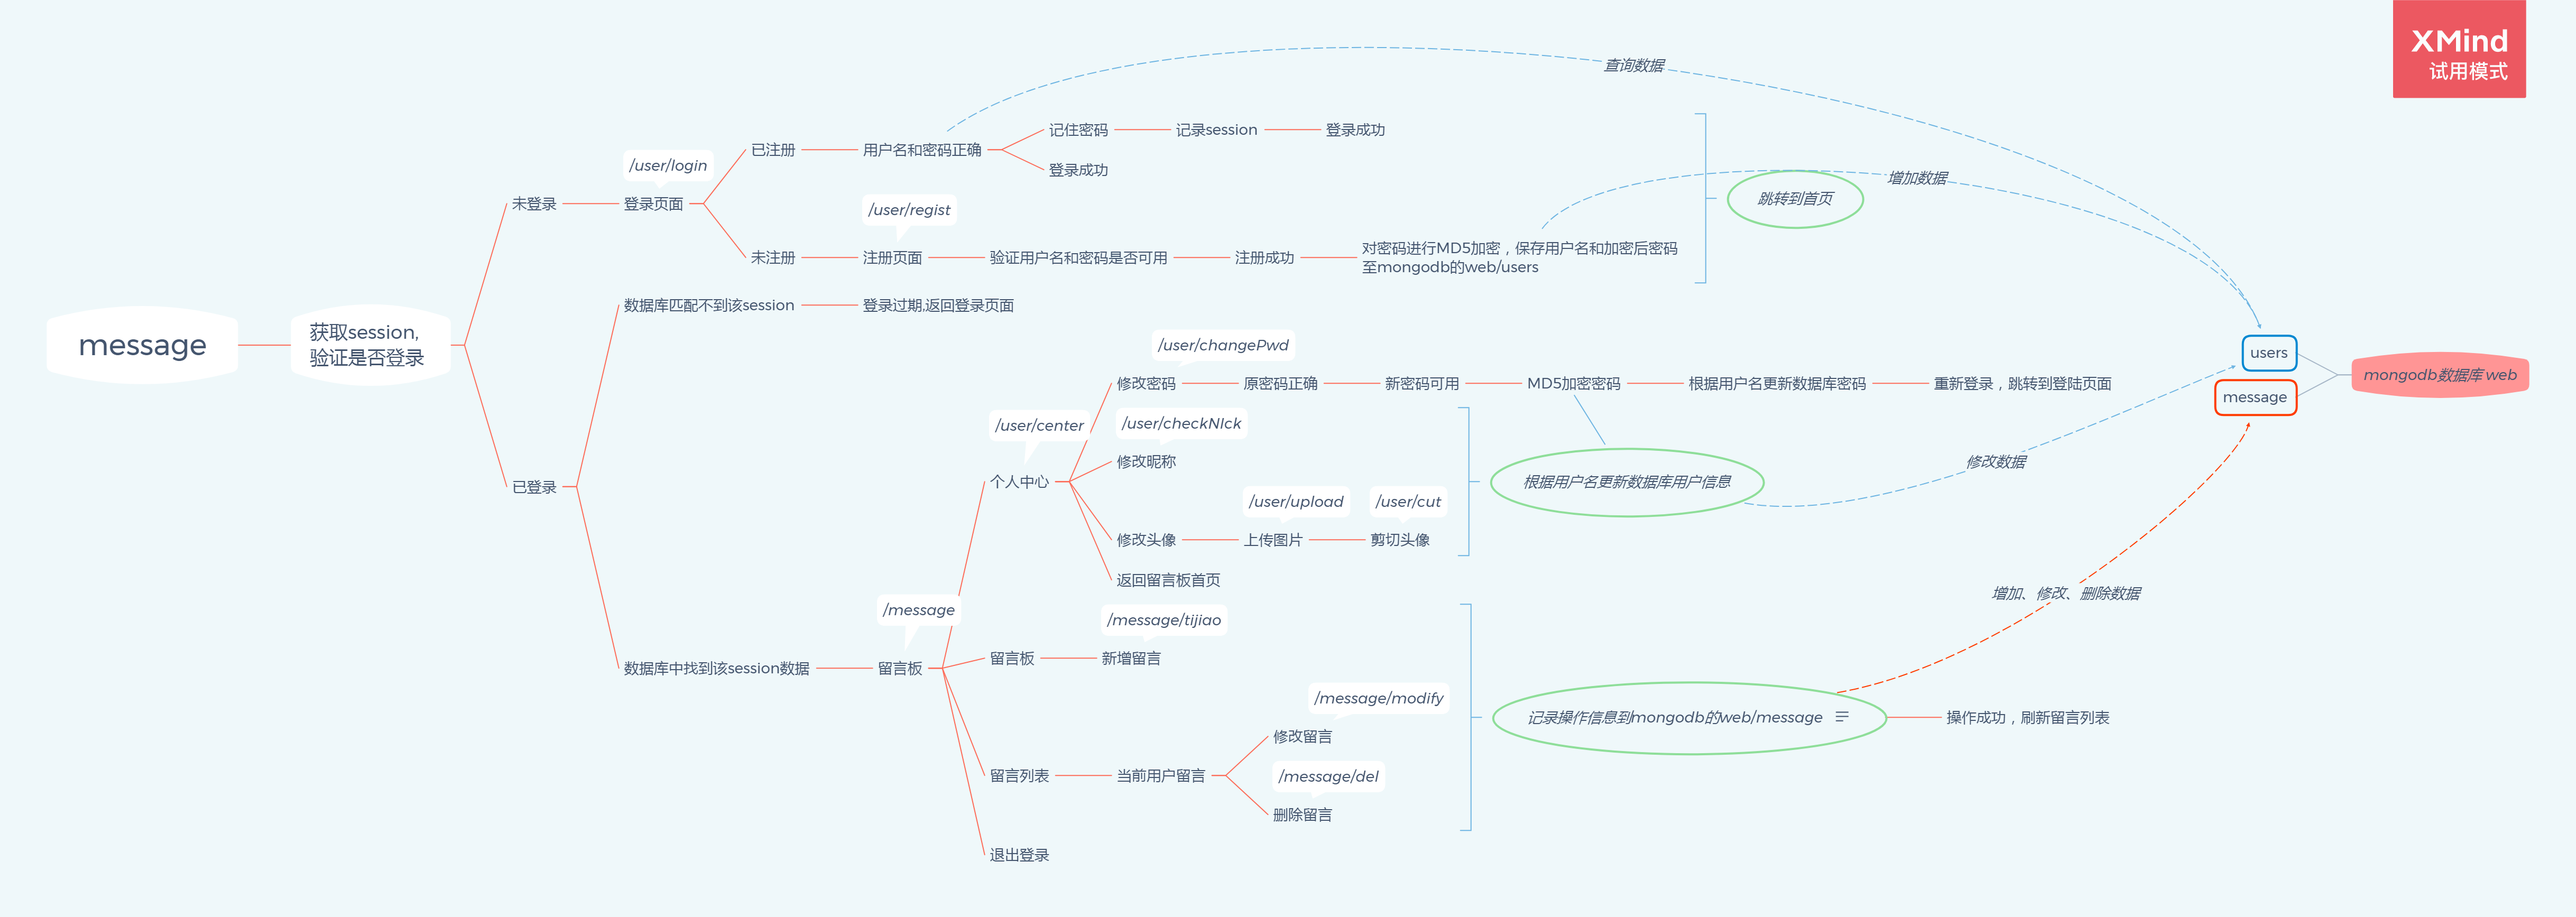 XMind
试用模式
查询数据
记住密码
记录session
登录成功
已注册
用户名和密码正确
/user/login
登录成功
增加数据
跳转到首页
未登录
登录页面
/user/regist
未注册
注册页面
验证用户名和密码是否可用
注册成功
对密码进行MD5加密，保存用户名和加密后密码
至mongodb的web/users
数据库匹配不到该session
登录过期,返回登录页面
message
获取session,
验证是否登录
/user/changePwd
修改密码
原密码正确
新密码可用
MD5加密密码
根据用户名更新数据库密码
重新登录，跳转到登陆页面
users
message
mongodb数据库 web
/user/center
/user/checkNIck
修改昵称
修改数据
已登录
个人中心
根据用户名更新数据库用户信息
/user/upload
/user/cut
修改头像
上传图片
剪切头像
返回留言板首页
增加、修改、删除数据
/message
/message/tijiao
数据库中找到该session数据
留言板
留言板
新增留言
/message/modify
记录操作信息到mongodb的web/message
操作成功，刷新留言列表
修改留言
留言列表
当前用户留言
/message/del
删除留言
退出登录